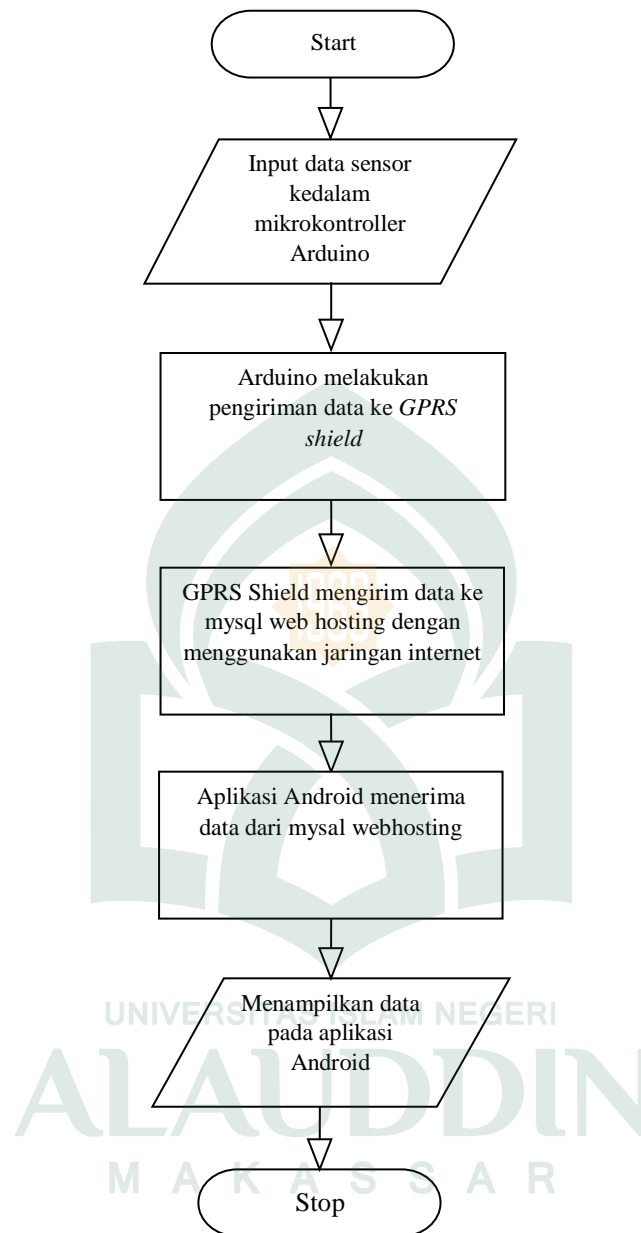 Start
Input data sensor
kedalam
mikrokontroller
Arduino
Arduino melakukan
pengiriman data ke GPRS
shield
GPRS Shield mengirim data ke
mysql web hosting dengan
menggunakan jaringan internet
Aplikasi Android menerima
data dari mysal webhosting
Menampilkan data
pada aplikasi
Android
Stop
UNIVERSITAS ISLAM NEGERI
ALAUDDIN
MAKASSAR